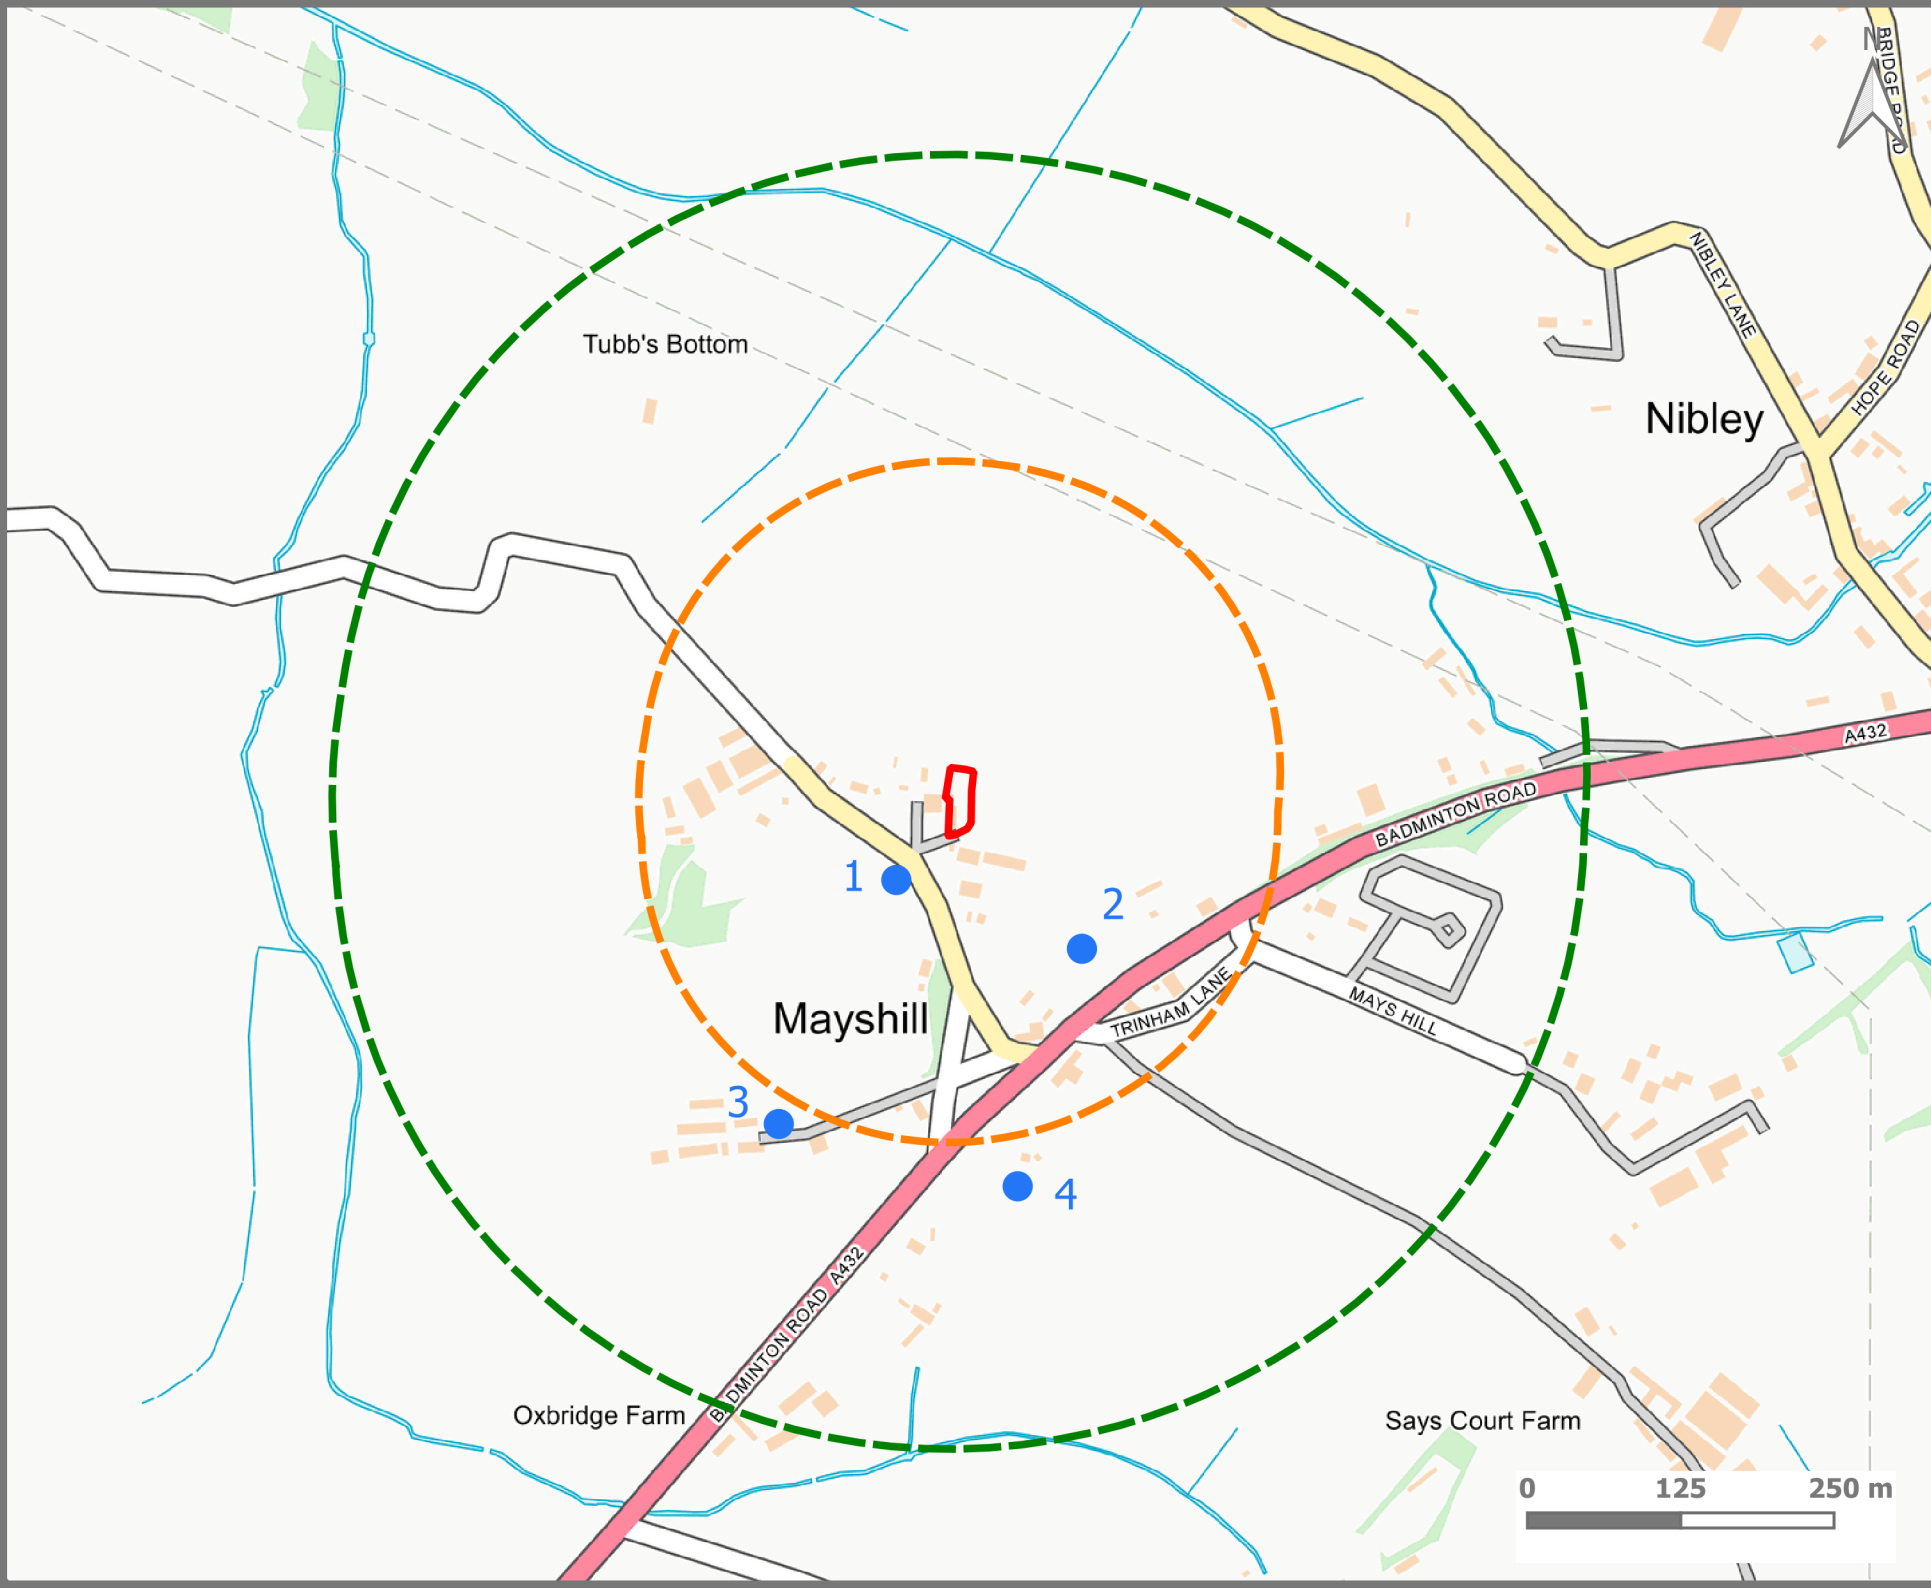 N
BRIDGE ROAD
NIBLEY LANE
Tubb's Bottom
HOPE ROAD
Nibley
A432
BADMINTON ROAD
1
2
MAYS HILL
TRINHAM LANE
Mayshill
3
4
A432
BADMINTON ROAD
Oxbridge Farm
Says Court Farm
0 125 250 m